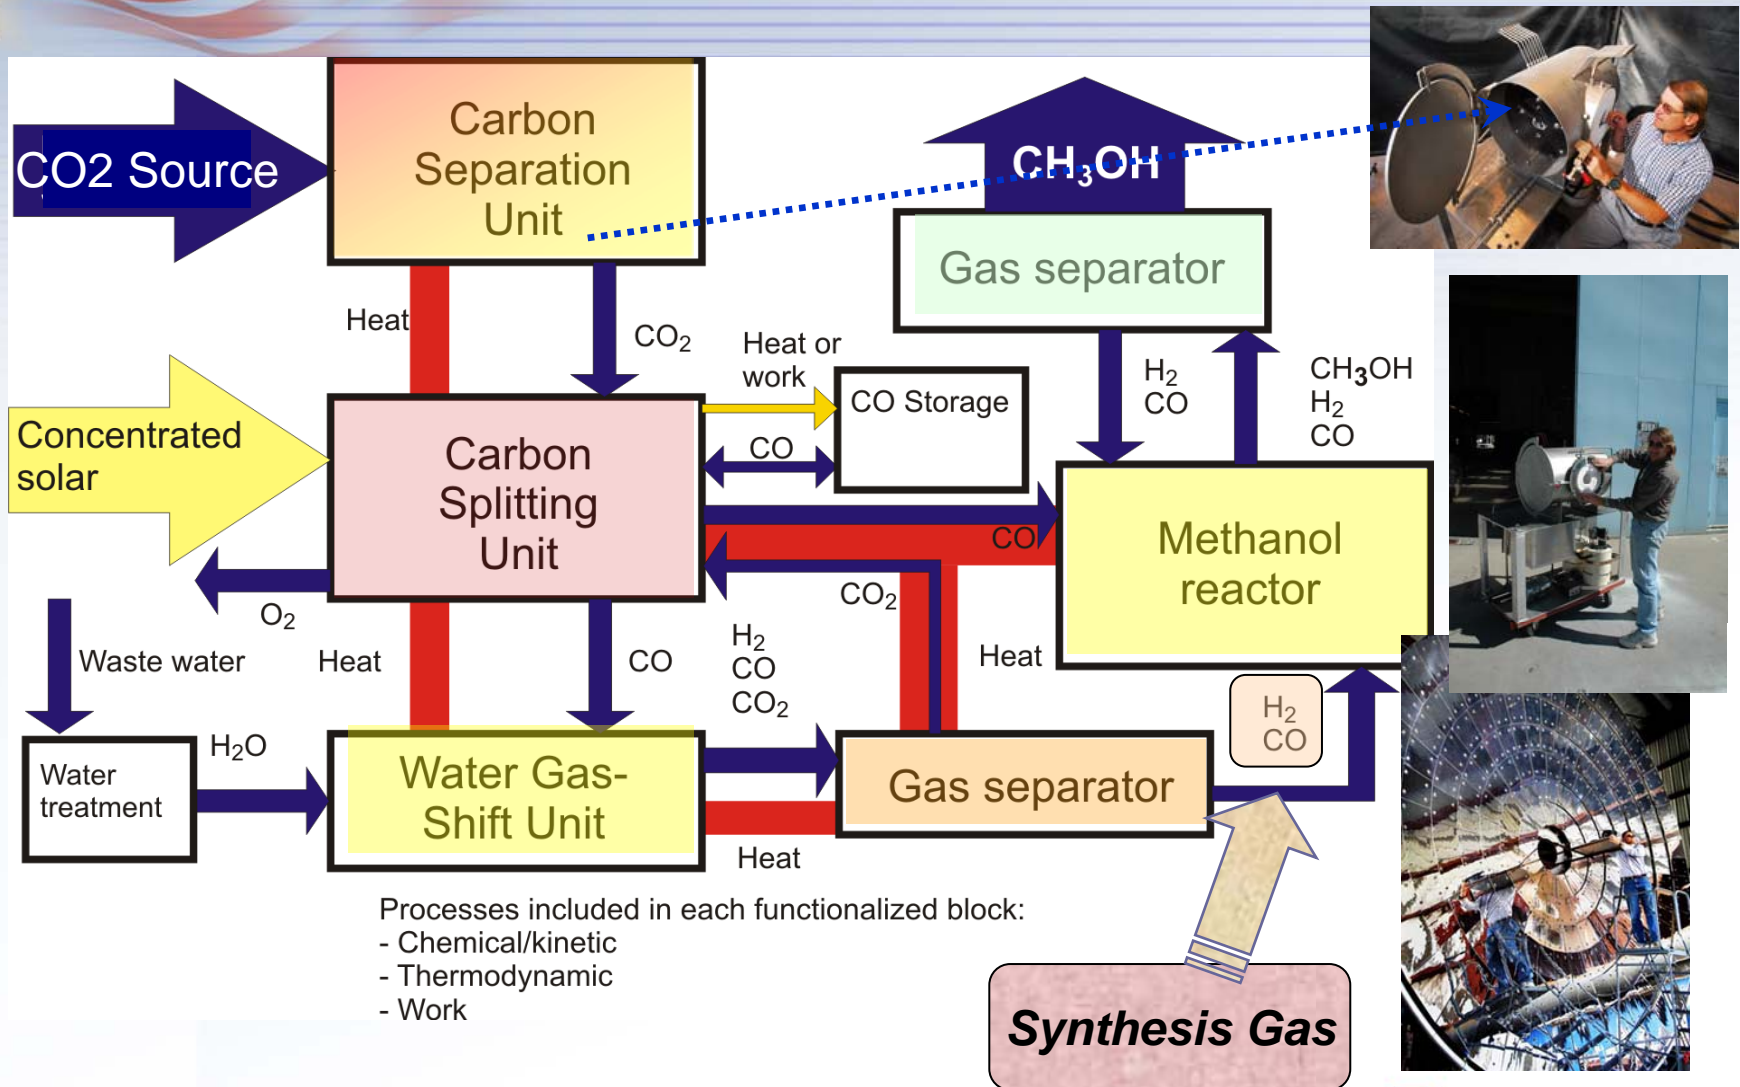 CO2 Source
Carbon
Separation
Unit
CH₃OH
Gas separator
Heat
CO₂
Heat or
work
CO Storage
H₂
CO
CH₃OH
H₂
CO
Concentrated
solar
Carbon
Splitting
Unit
CO
CO
Methanol
reactor
O₂
CO₂
Waste water
Heat
CO
H₂
CO
CO₂
Heat
H₂
CO
H₂O
Water
treatment
Water Gas-
Shift Unit
Gas separator
Heat
Processes included in each functionalized block:
- Chemical/kinetic
- Thermodynamic
- Work
Synthesis Gas